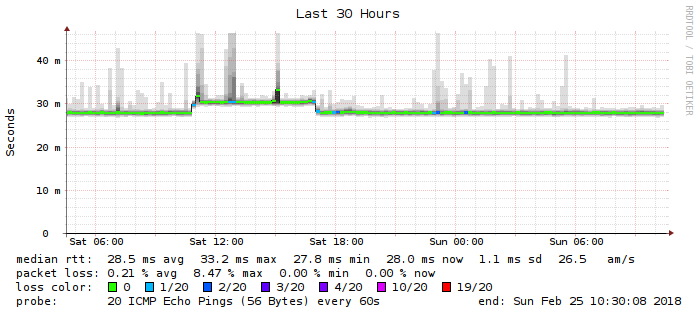 Last 30 Hours
RRDTOOL / TOBI OETIKER
Seconds
40 m
30 m
20 m
10 m
0
Sat 06:00 Sat 12:00 Sat 18:00 Sun 00:00 Sun 06:00
median rtt: 28.5 ms avg 33.2 ms max 27.8 ms min 28.0 ms now 1.1 ms sd 26.5 am/s
packet loss: 0.21 % avg 8.47 % max 0.00 % min 0.00 % now
loss color: 0 1/20 2/20 3/20 4/20 10/20 19/20
probe: 20 ICMP Echo Pings (56 Bytes) every 60s end: Sun Feb 25 10:30:08 2018